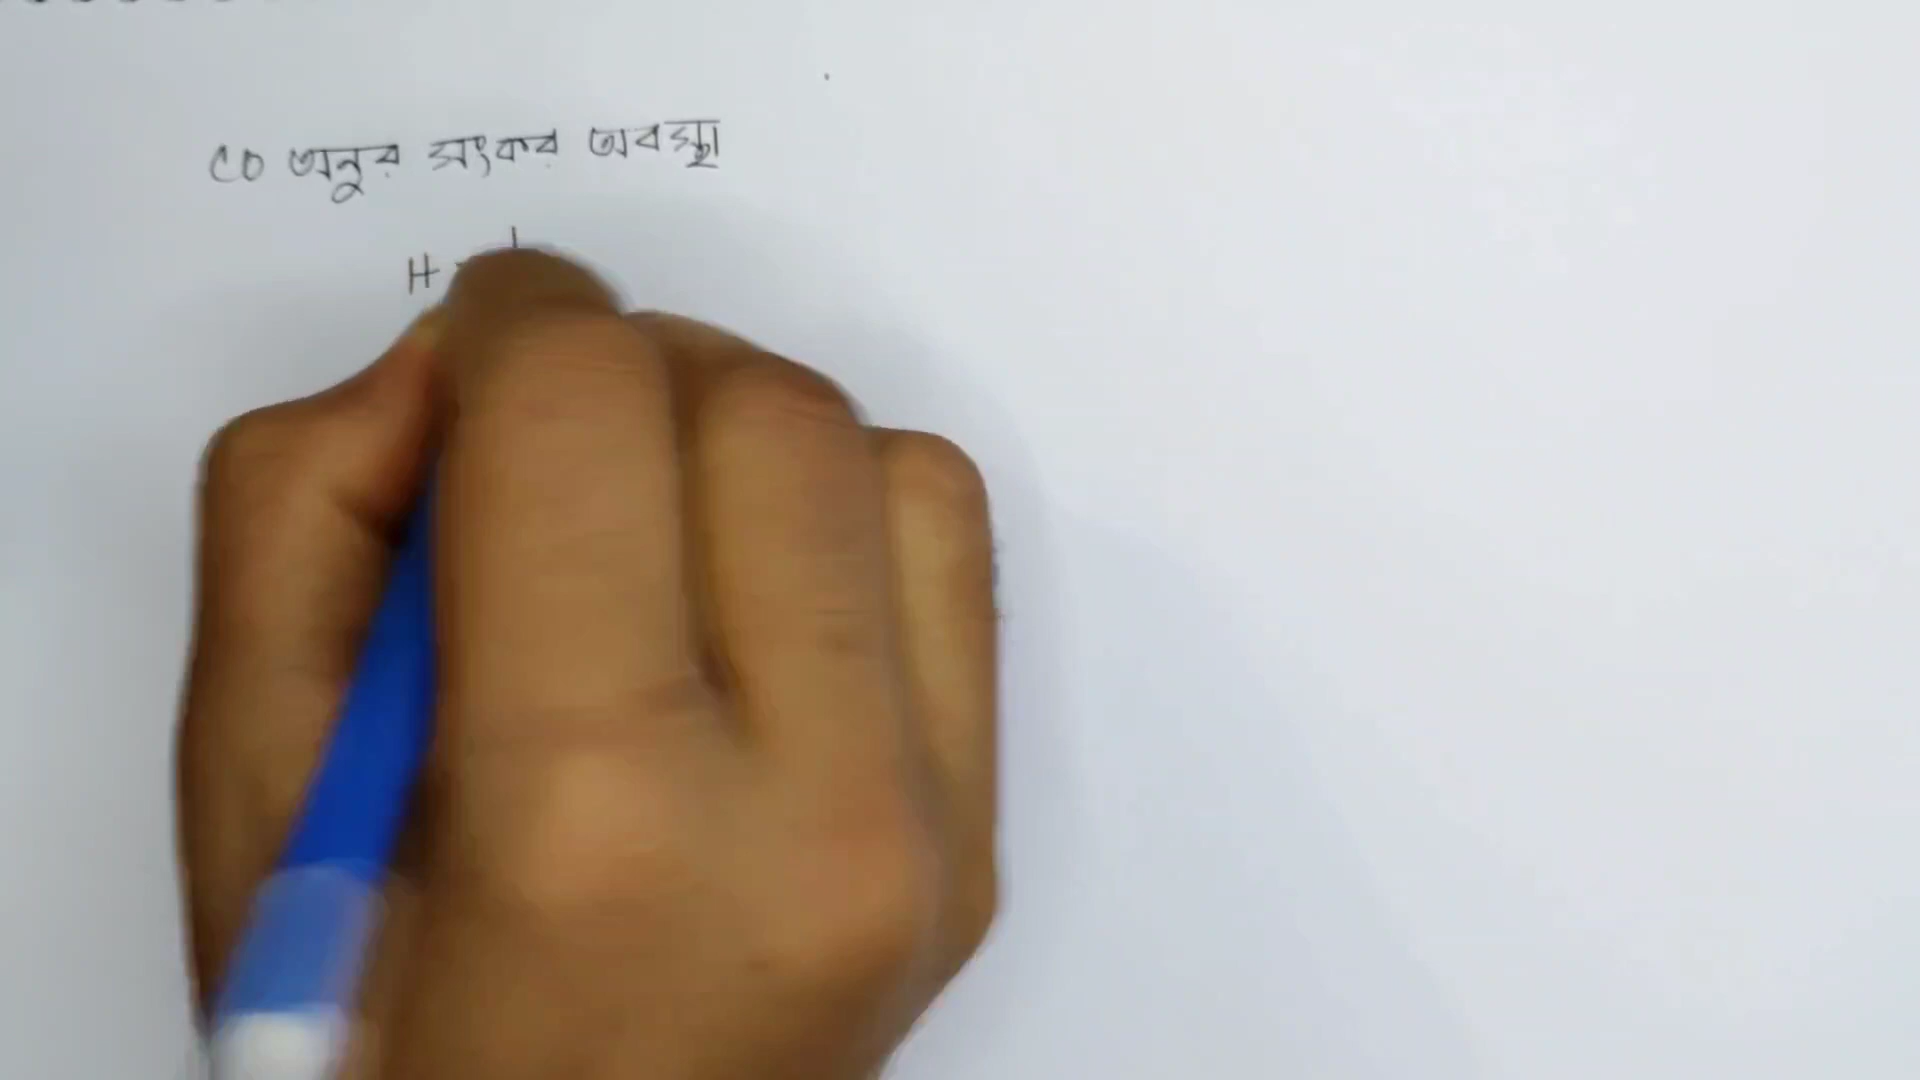 CO অনুর সংকর অবস্থা
H =